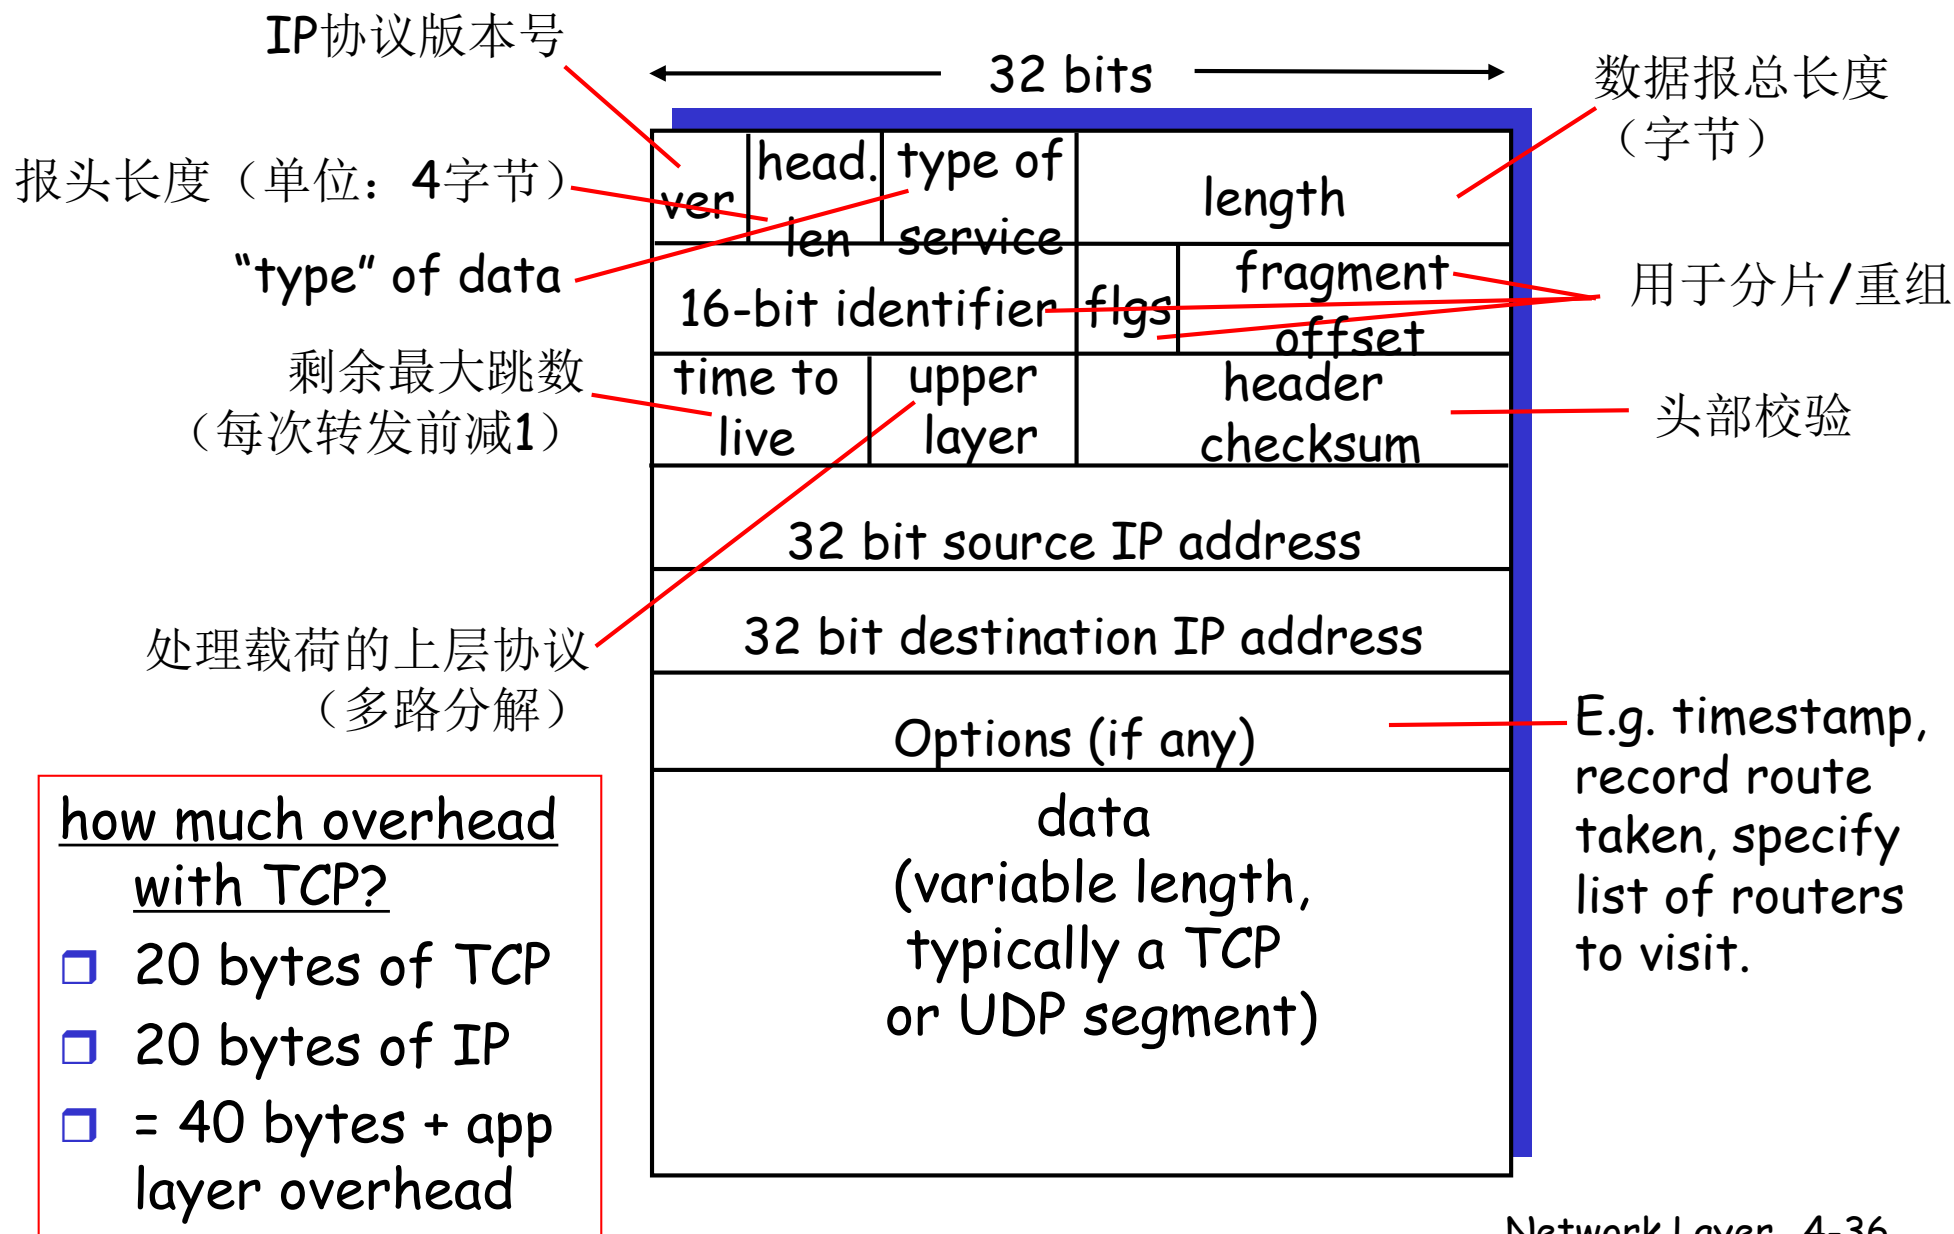 IP协议版本号
32 bits
数据报总长度
（字节）
报头长度（单位：4字节）
ver
head.
len
type of
service
length
“type” of data
16-bit identifier
flgs
fragment
offset
用于分片/重组
剩余最大跳数
（每次转发前减1）
time to
live
upper
layer
header
checksum
头部校验
32 bit source IP address
处理载荷的上层协议
（多路分解）
32 bit destination IP address
Options (if any)
E.g. timestamp,
record route
taken, specify
list of routers
to visit.
data
(variable length,
typically a TCP
or UDP segment)
how much overhead
with TCP?
20 bytes of TCP
20 bytes of IP
= 40 bytes + app
layer overhead
Network Layer 4-36